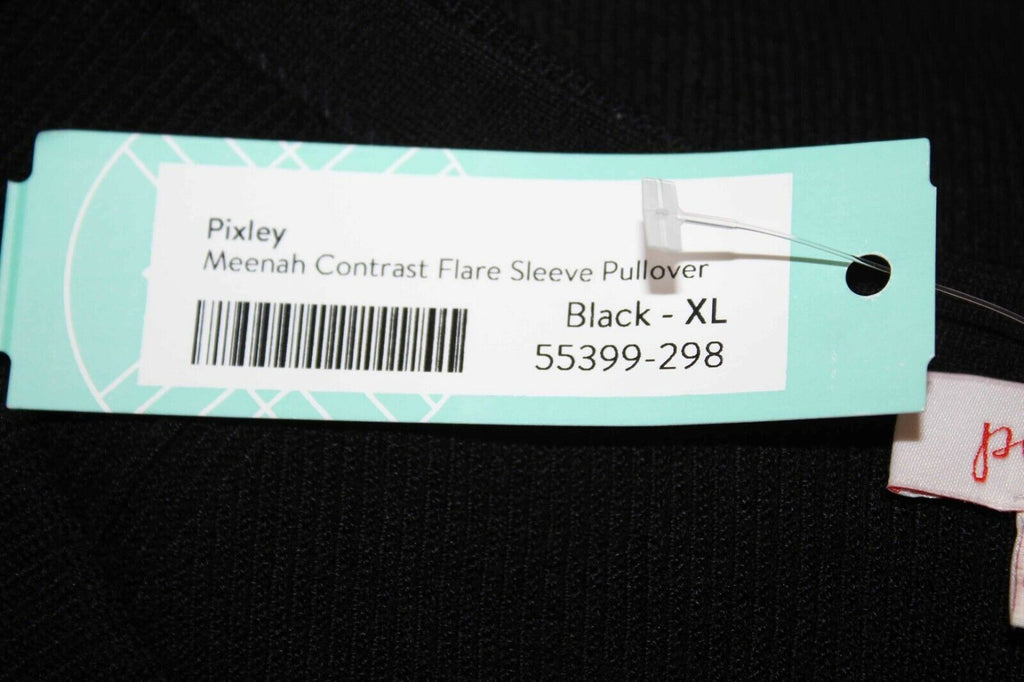 Pixley
Meenah Contrast Flare Sleeve Pullover
Black - XL
55399-298